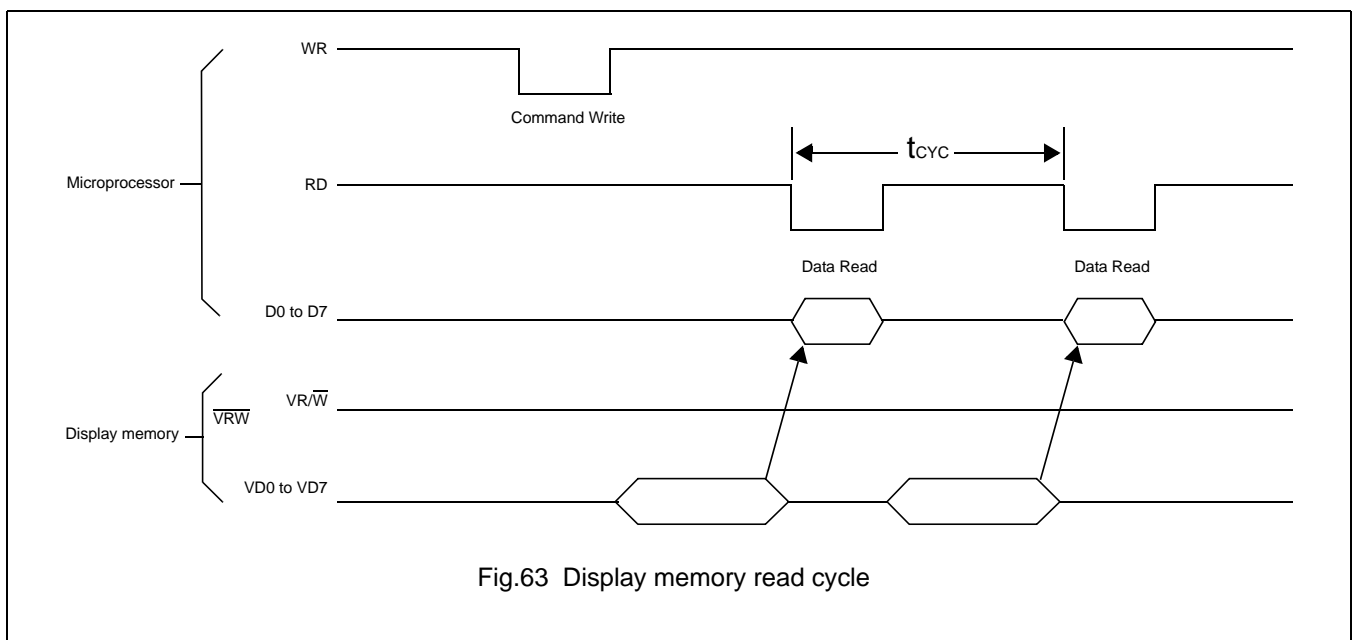 WR
Command Write
tCYC
Microprocessor
RD
Data Read
Data Read
D0 to D7
VR/W̅
V̅R̅W̅
Display memory
VD0 to VD7
Fig.63 Display memory read cycle